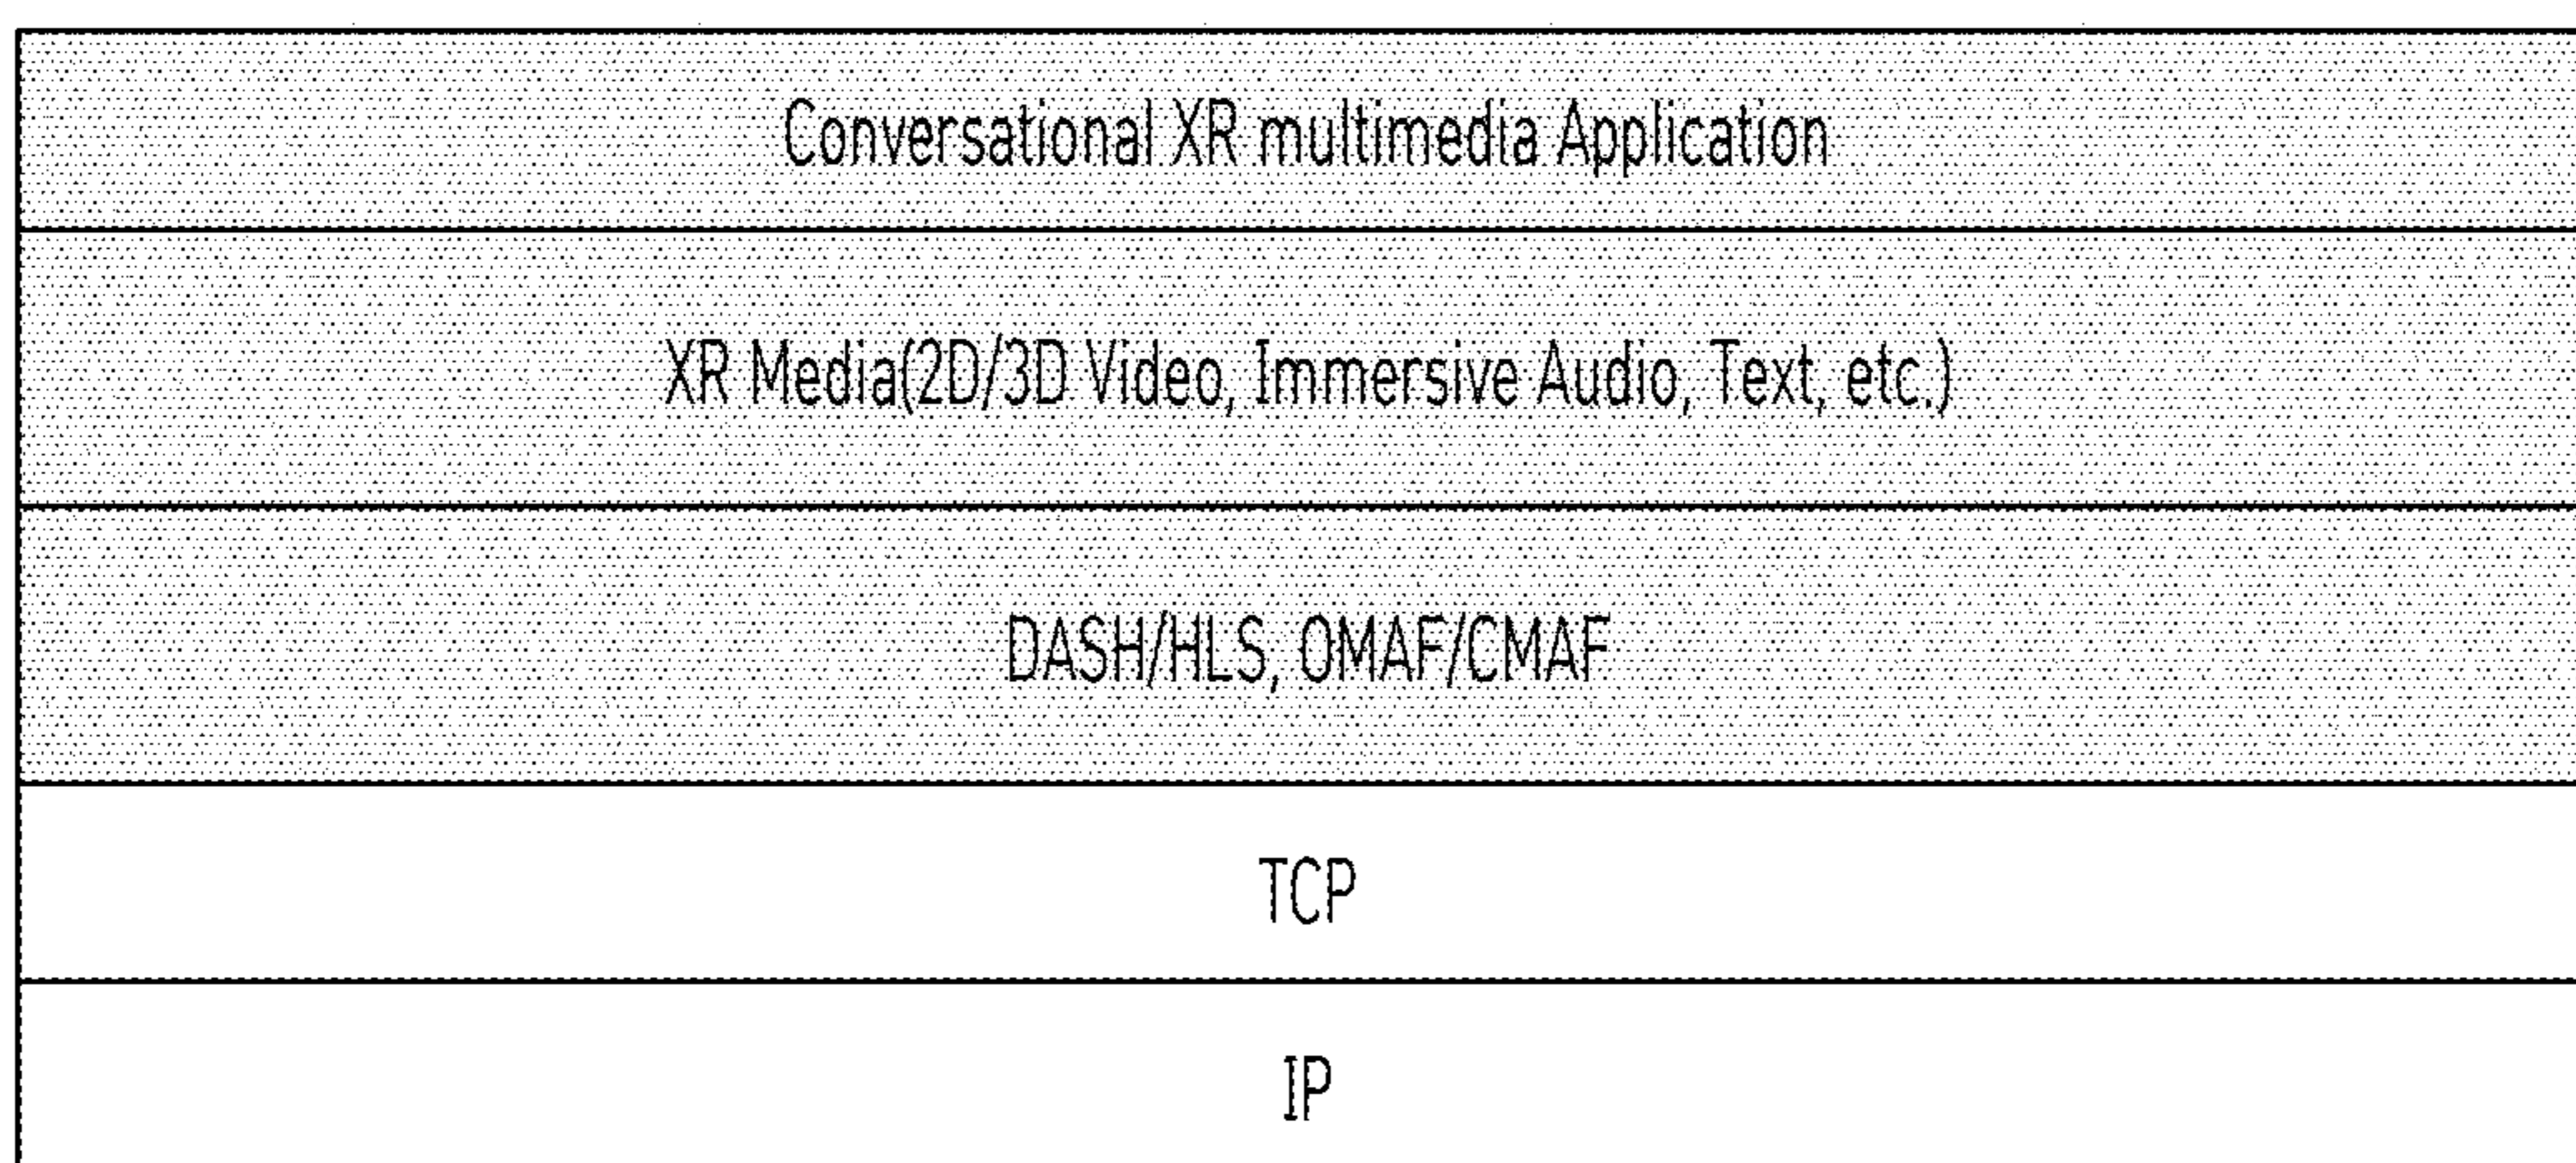 Conversational XR multimedia Application
XR Media(2D/3D Video, Immersive Audio, Text, etc.)
DASH/HLS, OMAF/CMAF
TCP
IP